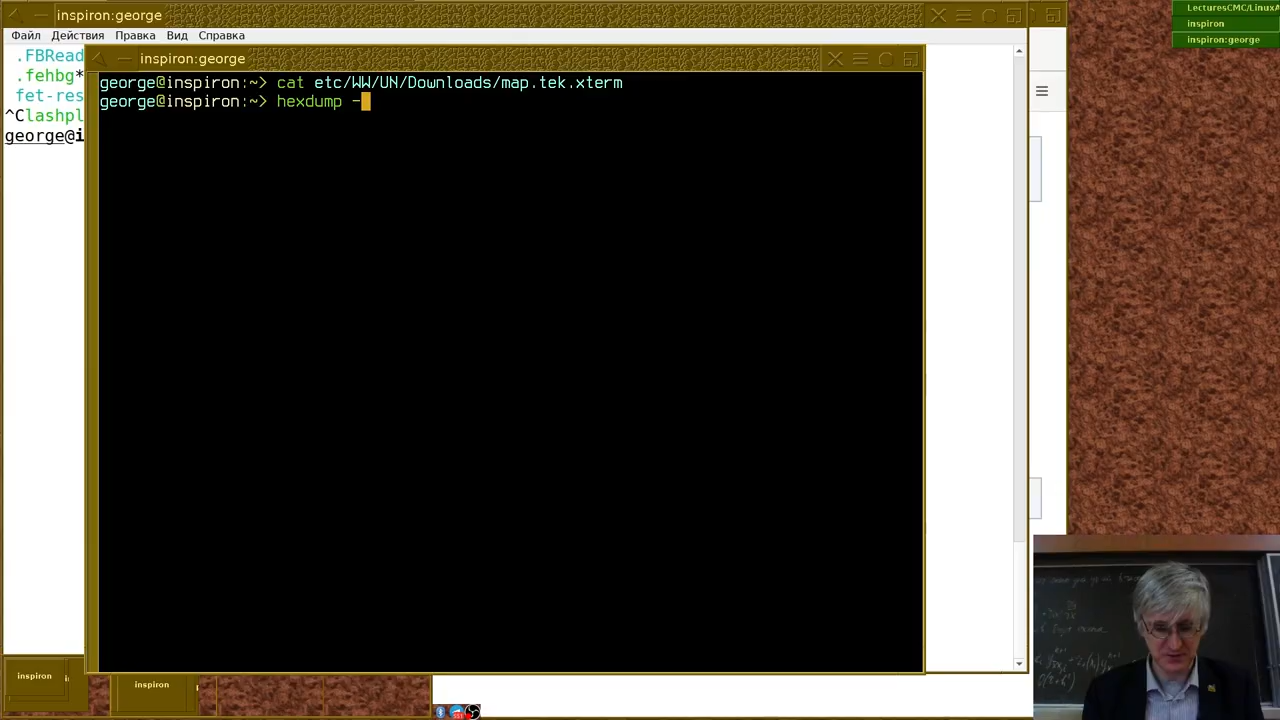 inspiron:george
Файл Действия Правка Вид Справка
.FBRead
.fehbg*
fet-res
^Clashpl
george@i
inspiron:george
george@inspiron:~> cat etc/WW/UN/Downloads/map.tek.xterm
george@inspiron:~> hexdump -
LecturesCMC/LinuxA
inspiron
inspiron:george
inspiron
inspiron